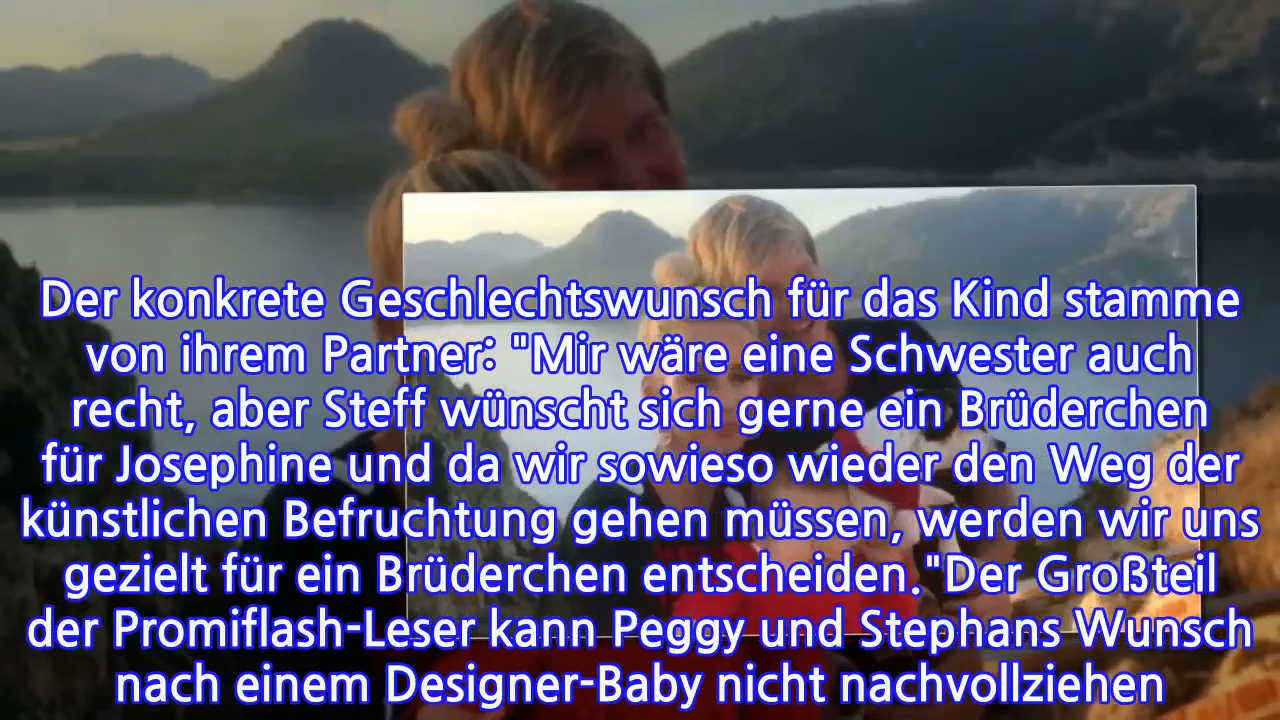 Der konkrete Geschlechtswunsch für das Kind stamme
von ihrem Partner: "Mir wäre eine Schwester auch
recht, aber Steff wünscht sich gerne ein Brüderchen
für Josephine und da wir sowieso wieder den Weg der
künstlichen Befruchtung gehen müssen, werden wir uns
gezielt für ein Brüderchen entscheiden."Der Großteil
der Promiflash-Leser kann Peggy und Stephans Wunsch
nach einem Designer-Baby nicht nachvollziehen